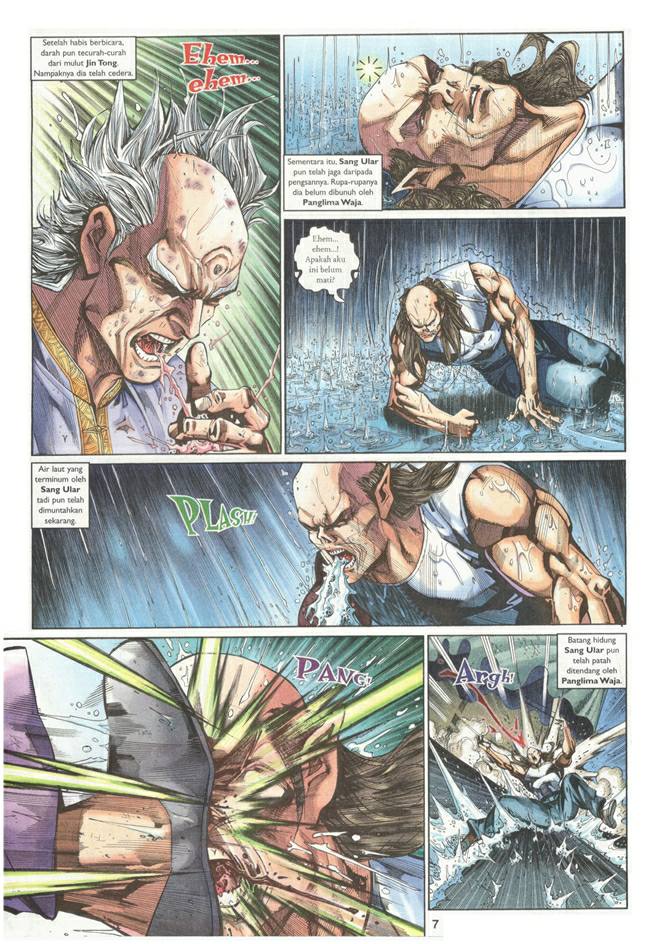 Setelah habis berbicara,
darah pun tecurah-curah
dari mulut Jin Tong.
Nampaknya dia telah cedera.
Ehem...
ehem...
Sementara itu, Sang Ular
pun telah jaga daripada
pengsannya. Rupa-rupanya
dia belum dibunuh oleh
Panglima Waja.
Ehem...
ehem...!
Apakah aku
ini belum
mati?
Air laut yang
terminum oleh
Sang Ular
tadi pun telah
dimuntahkan
sekarang.
PLASH!
PANG!
Argh!
Batang hidung
Sang Ular pun
telah patah
ditendang oleh
Panglima Waja.
7